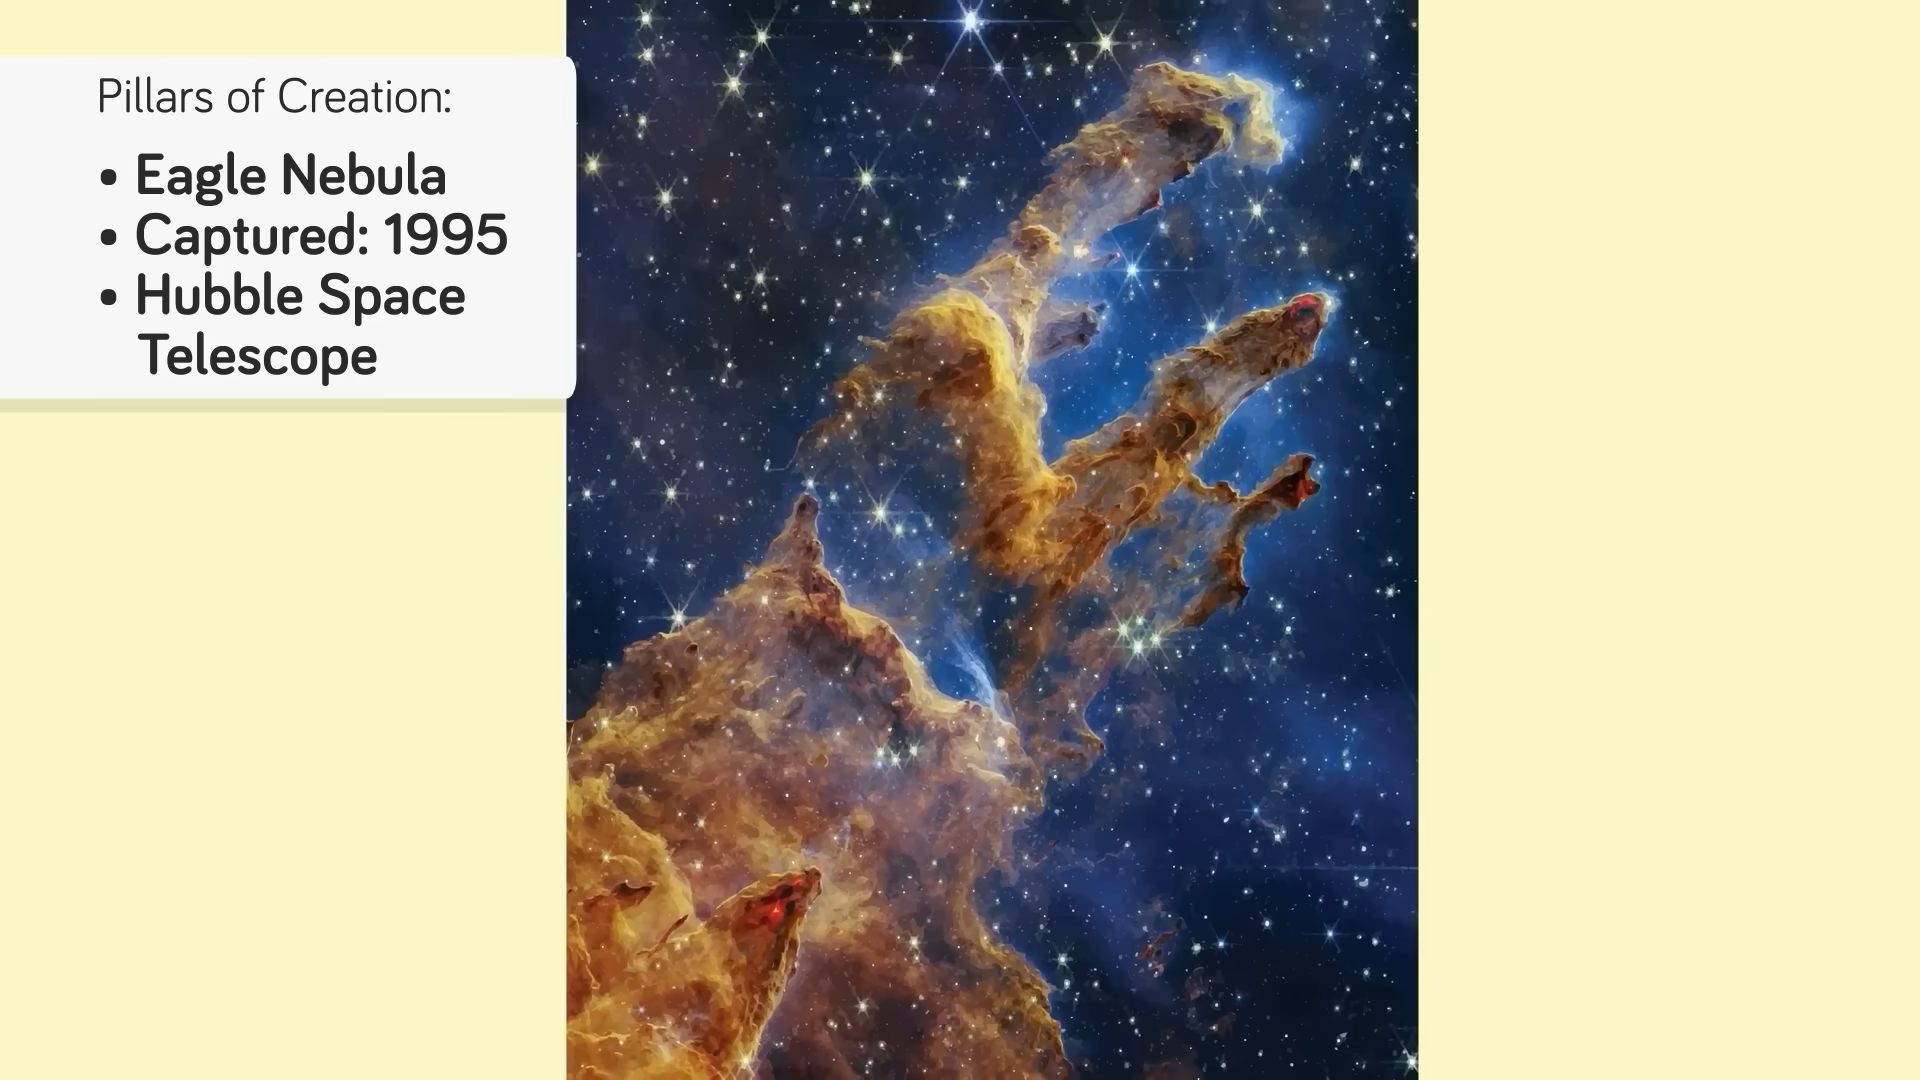 Pillars of Creation:
• Eagle Nebula
• Captured: 1995
• Hubble Space
Telescope